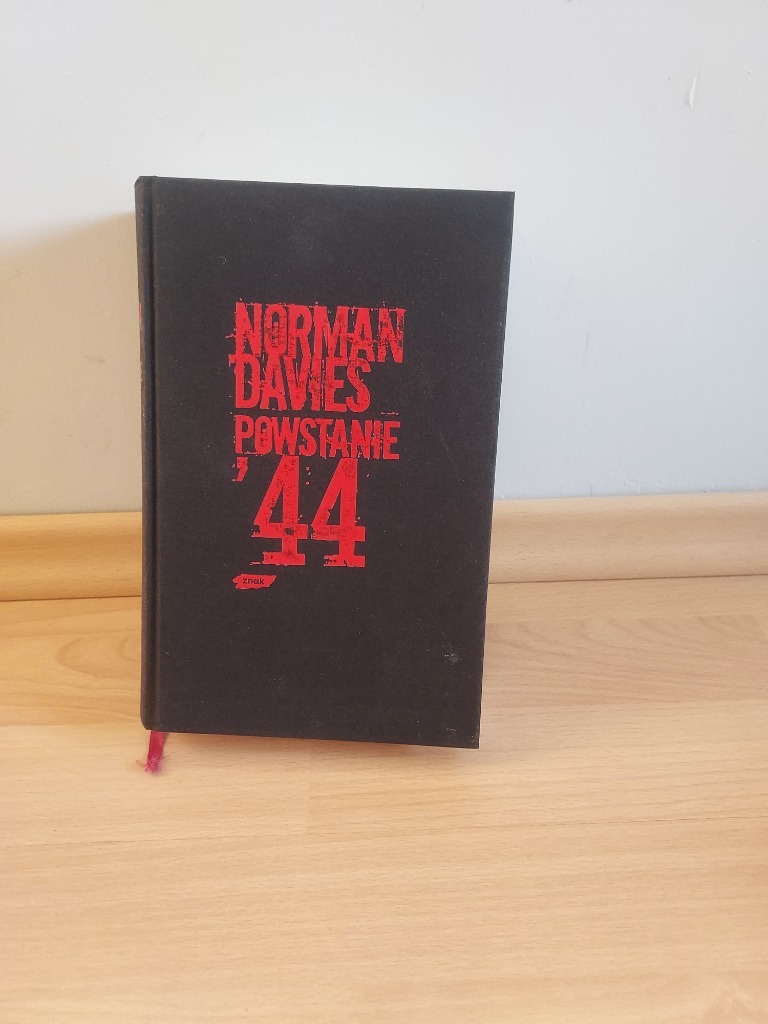 NORMAN
DAVIES
POWSTANIE
'44
znak